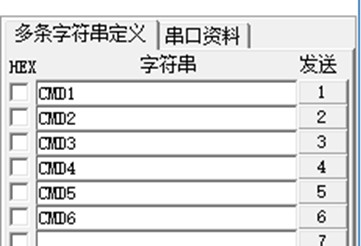 多条字符串定义 串口资料
HEX 字符串 发送
CMD1 1
CMD2 2
CMD3 3
CMD4 4
CMD5 5
CMD6 6
7